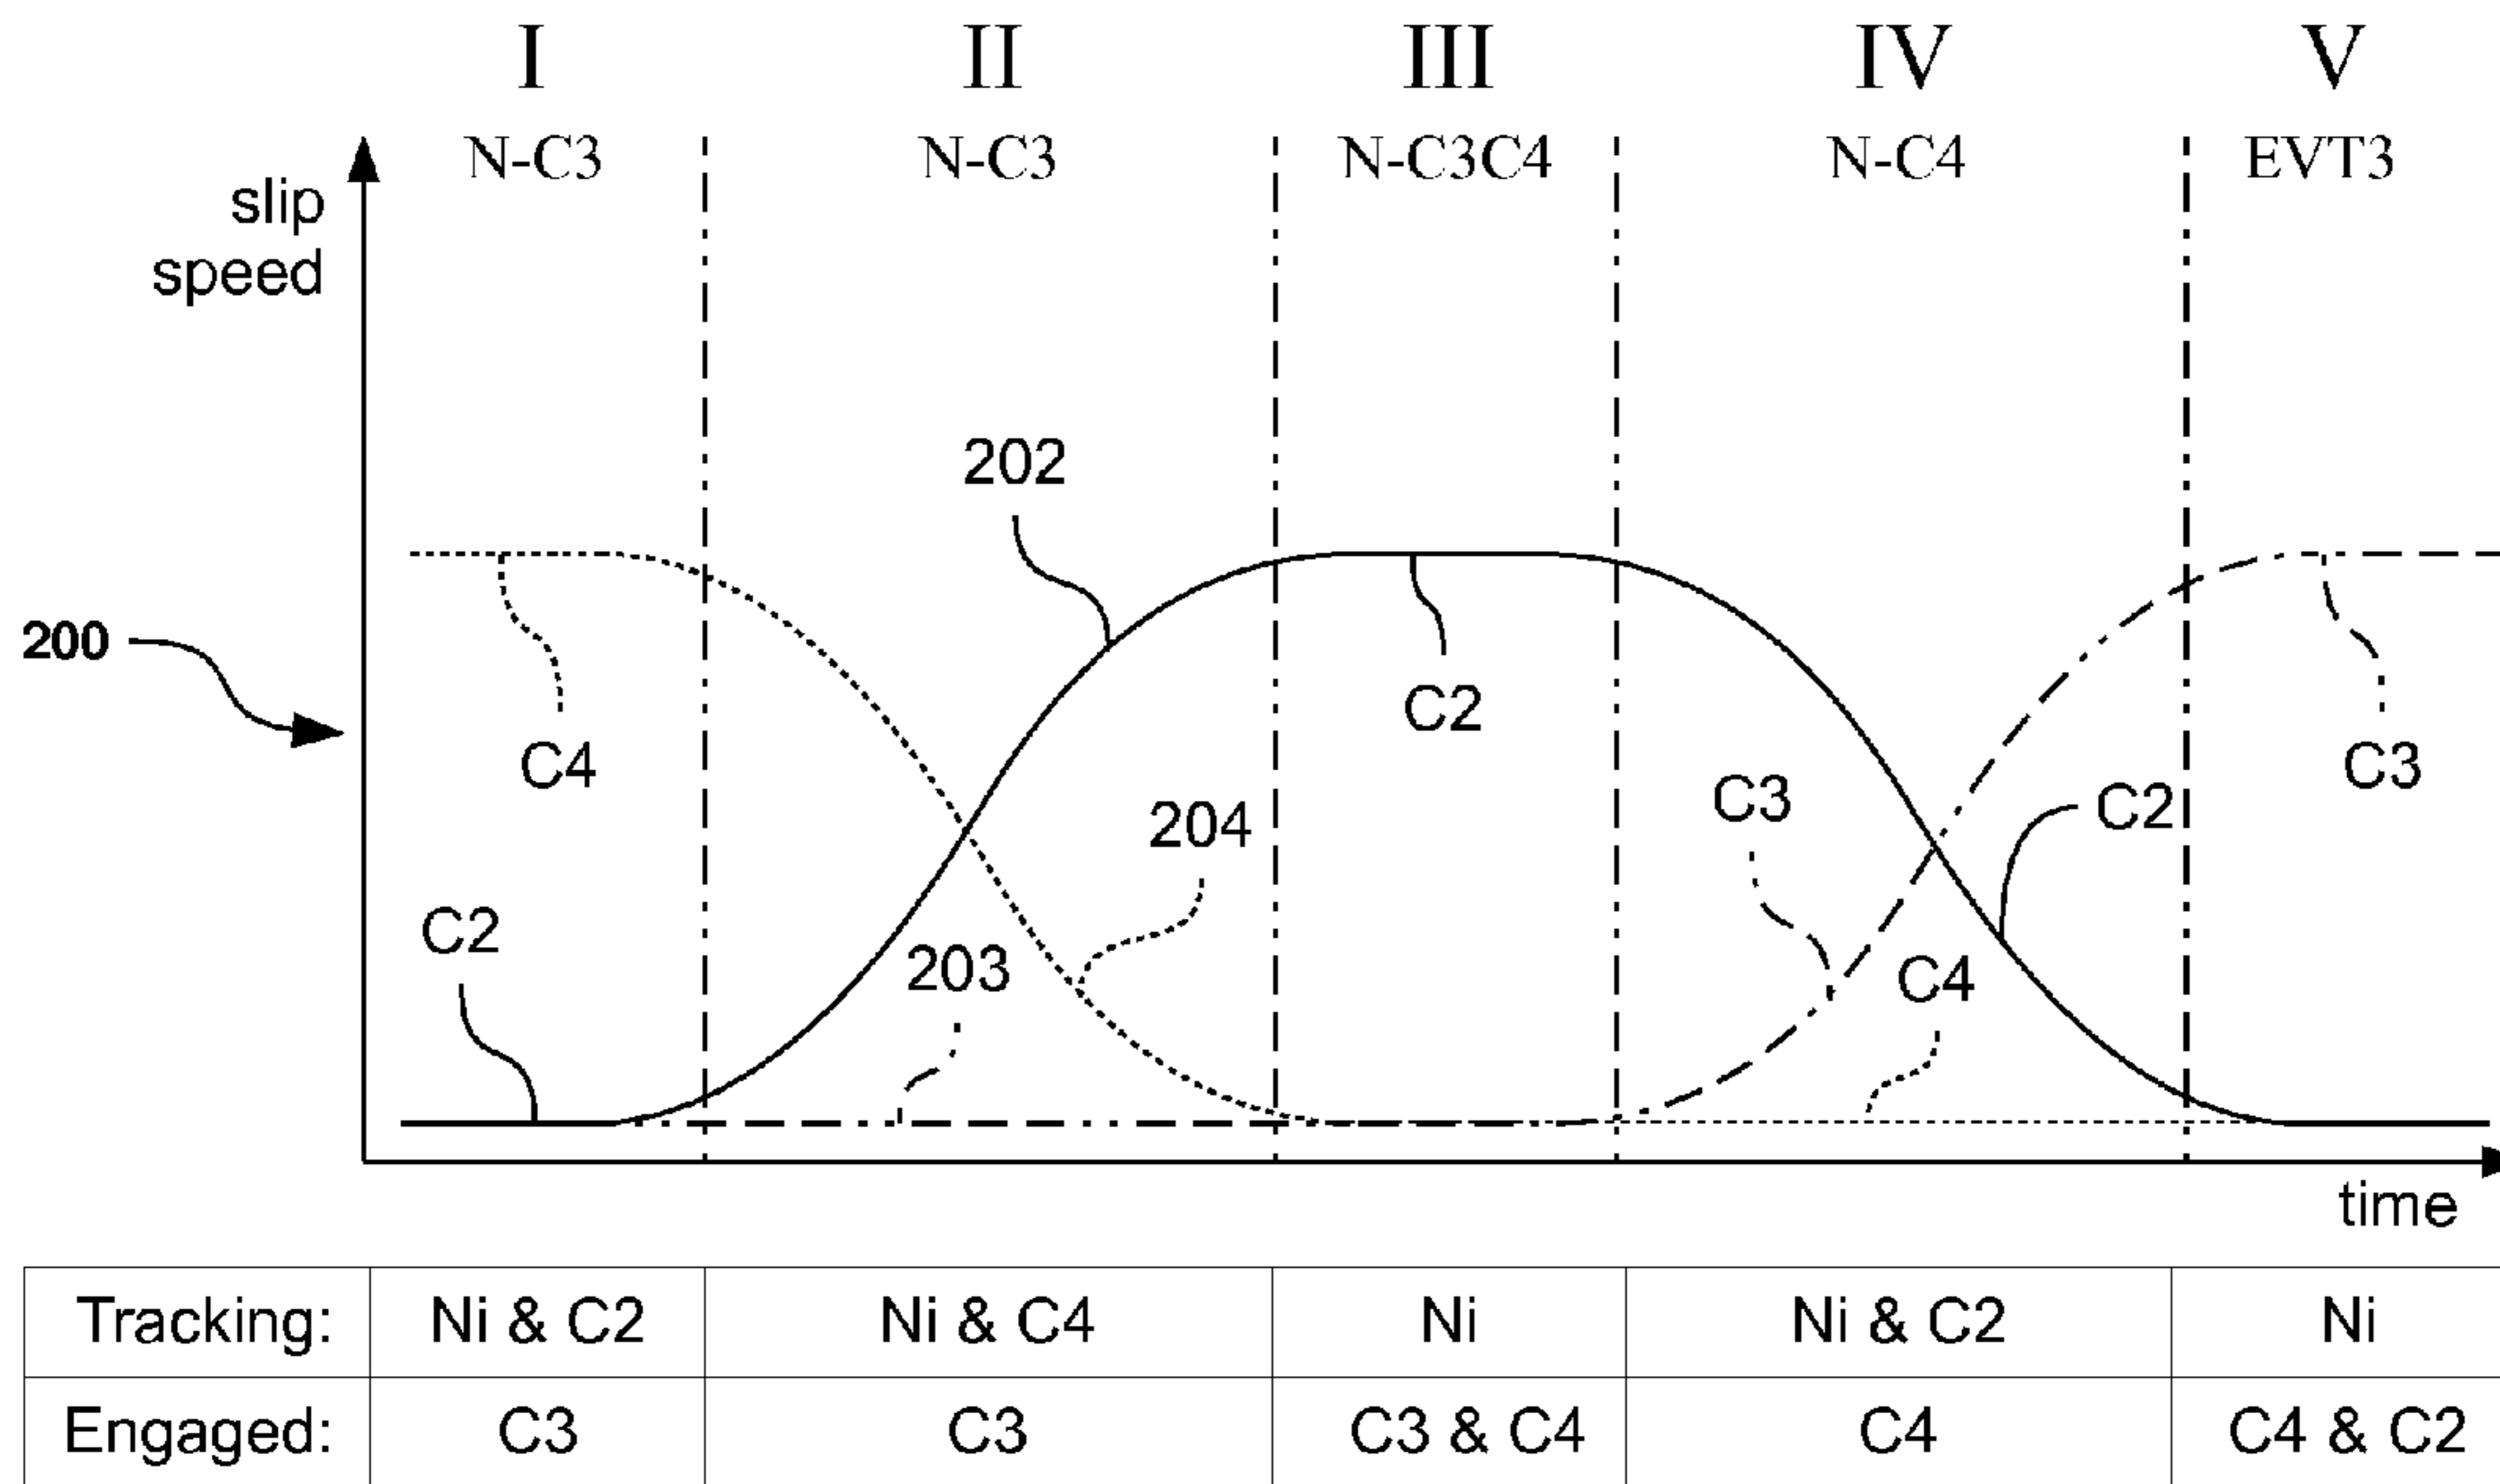 I II III IV V
N-C3 N-C3 N-C3C4 N-C4 EVT3
slip
speed
202
200
C2
C4
C3
C3
C2
204
C2
203
C4
time
Tracking: Ni & C2 Ni & C4 Ni Ni & C2 Ni
Engaged: C3 C3 C3 & C4 C4 C4 & C2